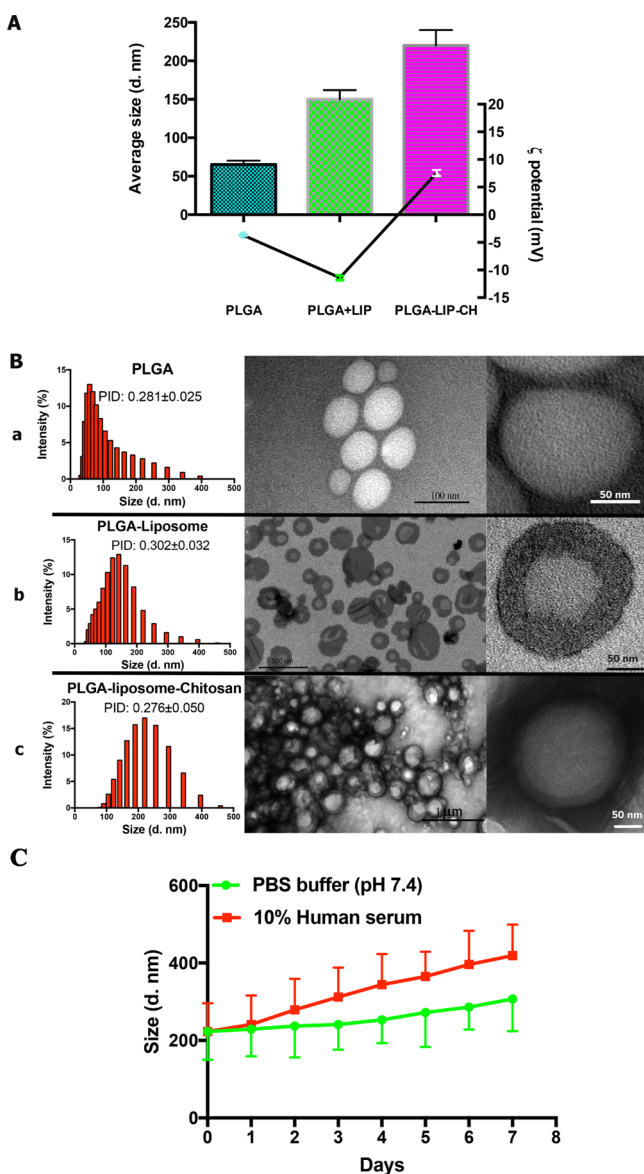 A
Average size (d. nm)
250
200
150
100
50
0
20
15
10
5
0
-5
-10
-15
ζ potential (mV)
PLGA
PLGA+LIP
PLGA-LIP-CH
B
PLGA
PID: 0.281±0.025
a
Intensity (%)
15
10
5
0
0 100 200 300 400 500
Size (d. nm)
100 nm
50 nm
PLGA-Liposome
PID: 0.302±0.032
b
Intensity (%)
15
10
5
0
0 100 200 300 400 500
Size (d. nm)
500 nm
50 nm
PLGA-liposome-Chitosan
PID: 0.276±0.050
c
Intensity (%)
20
15
10
5
0
0 100 200 300 400 500
Size (d. nm)
1 µm
50 nm
C
PBS buffer (pH 7.4)
10% Human serum
Size (d. nm)
600
400
200
0
0 1 2 3 4 5 6 7 8
Days